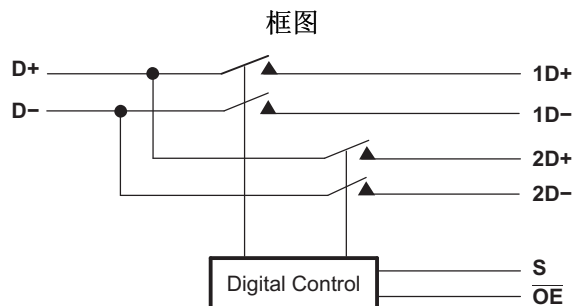 框图
D+
1D+
D−
1D−
2D+
2D−
Digital Control
S
OE